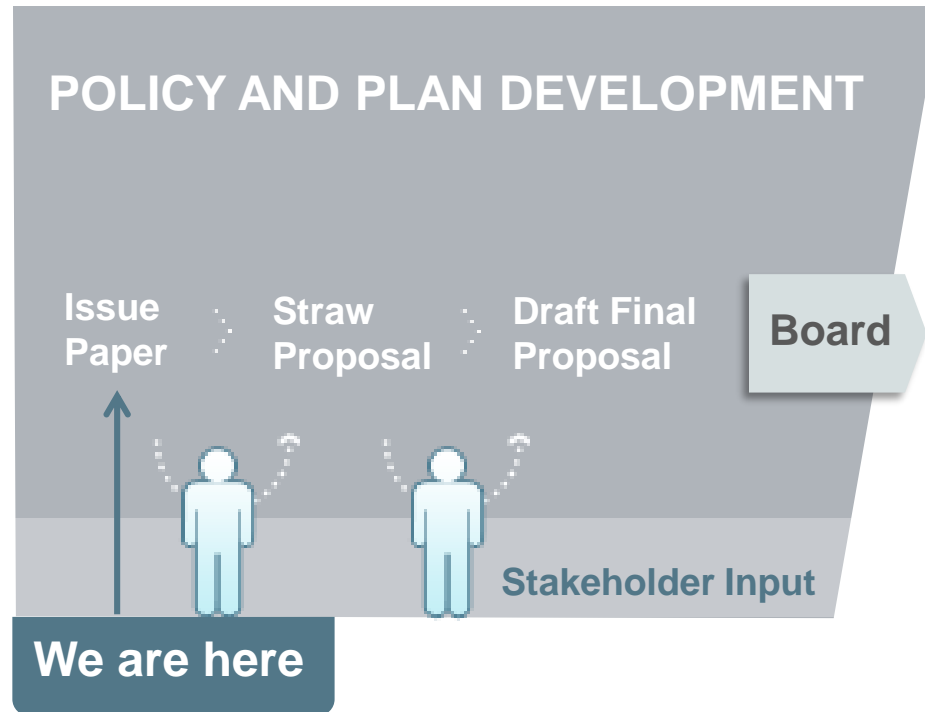 POLICY AND PLAN DEVELOPMENT
Issue
Paper
Straw
Proposal
Draft Final
Proposal
Board
Stakeholder Input
We are here